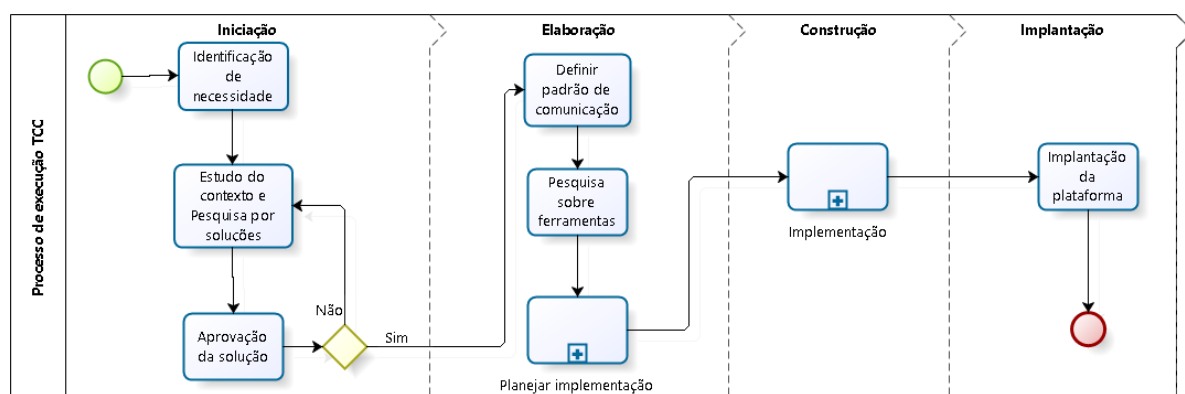 Processo de execução TCC
Iniciação
Identificação
de
necessidade
Estudo do
contexto e
Pesquisa por
soluções
Aprovação
da solução
Não
Sim
Elaboração
Definir
padrão de
comunicação
Pesquisa
sobre
ferramentas
Planejar implementação
Construção
Implementação
Implantação
Implantação
da
plataforma